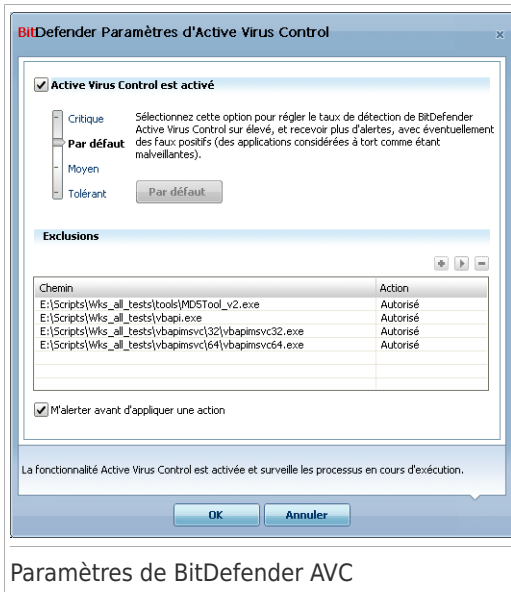 BitDefender Paramètres d'Active Virus Control
Active Virus Control est activé
Critique
Par défaut
Moyen
Tolérant
Sélectionnez cette option pour régler le taux de détection de BitDefender
Active Virus Control sur élevé, et recevoir plus d'alertes, avec éventuellement
des faux positifs (des applications considérées à tort comme étant
malveillantes).
Par défaut
Exclusions
Chemin Action
E:\Scripts\Wks_all_tests\tools\MD5Tool_v2.exe Autorisé
E:\Scripts\Wks_all_tests\vbapi.exe Autorisé
E:\Scripts\Wks_all_tests\vbapimsvc\32\vbapimsvc32.exe Autorisé
E:\Scripts\Wks_all_tests\vbapimsvc\64\vbapimsvc64.exe Autorisé
M'alerter avant d'appliquer une action
La fonctionnalité Active Virus Control est activée et surveille les processus en cours d'exécution.
OK Annuler
Paramètres de BitDefender AVC